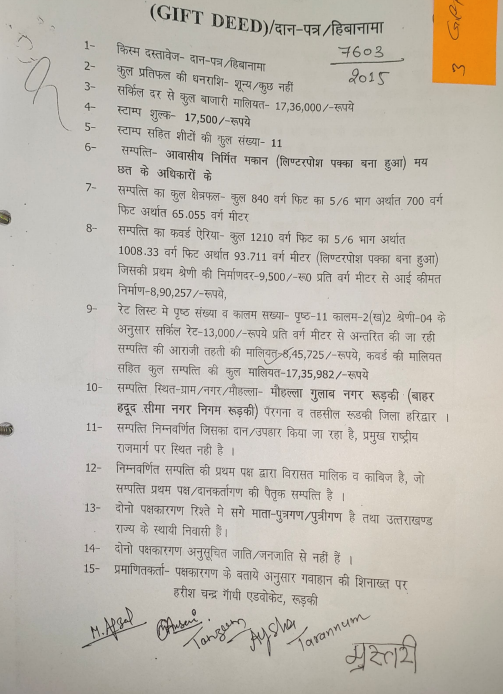 (GIFT DEED)/दान-पत्र/हिबानामा
7603
2015
1- किस्म दस्तावेज- दान-पत्र/हिबानामा
2- कुल प्रतिफल की धनराशि- शून्य/कुछ नहीं
3- सर्किल दर से कुल बाजारी मालियत- 17,36,000/-रूपये
4- स्टाम्प शुल्क- 17,500/-रूपये
5- स्टाम्प सहित शीटों की कुल संख्या- 11
6- सम्पत्ति- आवासीय निर्मित मकान (लिण्टरपोश पक्का बना हुआ) मय
छत के अधिकारों के
7- सम्पत्ति का कुल क्षेत्रफल- कुल 840 वर्ग फिट का 5/6 भाग अर्थात 700 वर्ग
फिट अर्थात 65.055 वर्ग मीटर
8- सम्पत्ति का कवर्ड ऐरिया- कुल 1210 वर्ग फिट का 5/6 भाग अर्थात
1008.33 वर्ग फिट अर्थात 93.711 वर्ग मीटर (लिण्टरपोश पक्का बना हुआ)
जिसकी प्रथम श्रेणी की निर्माणदर-9,500/-रू0 प्रति वर्ग मीटर से आई कीमत
निर्माण-8,90,257/-रूपये,
9- रेट लिस्ट मे पृष्ठ संख्या व कालम सख्या- पृष्ठ-11 कालम-2(ख)2 श्रेणी-04 के
अनुसार सर्किल रेट-13,000/-रूपये प्रति वर्ग मीटर से अन्तरित की जा रही
सम्पत्ति की आराजी तहती की मालियत-8,45,725/-रूपये, कवर्ड की मालियत
सहित कुल सम्पत्ति की कुल मालियत-17,35,982/-रूपये
10- सम्पत्ति स्थित-ग्राम/नगर/मौहल्ला- मौहल्ला गुलाब नगर रूड़की (बाहर
हदूद सीमा नगर निगम रूड़की) पैरगना व तहसील रूडकी जिला हरिद्वार ।
11- सम्पत्ति निम्नवर्णित जिसका दान/उपहार किया जा रहा है, प्रमुख राष्ट्रीय
राजमार्ग पर स्थित नही है ।
12- निम्नवर्णित सम्पत्ति की प्रथम पक्ष द्वारा विरासत मालिक व काबिज है, जो
सम्पत्ति प्रथम पक्ष/दानकर्तागण की पैतृक सम्पत्ति है ।
13- दोनो पक्षकारगण रिश्ते मे सगे माता-पुत्रगण/पुत्रीगण है तथा उत्तराखण्ड
राज्य के स्थायी निवासी हैं।
14- दोनो पक्षकारगण अनुसूचित जाति/जनजाति से नहीं हैं ।
15- प्रमाणितकर्ता- पक्षकारगण के बताये अनुसार गवाहान की शिनाख्त पर
हरीश चन्द्र गाँधी एडवोकेट, रूड़की
M. Afzal Tanzeem Aysha Tarannum मुस्तरी